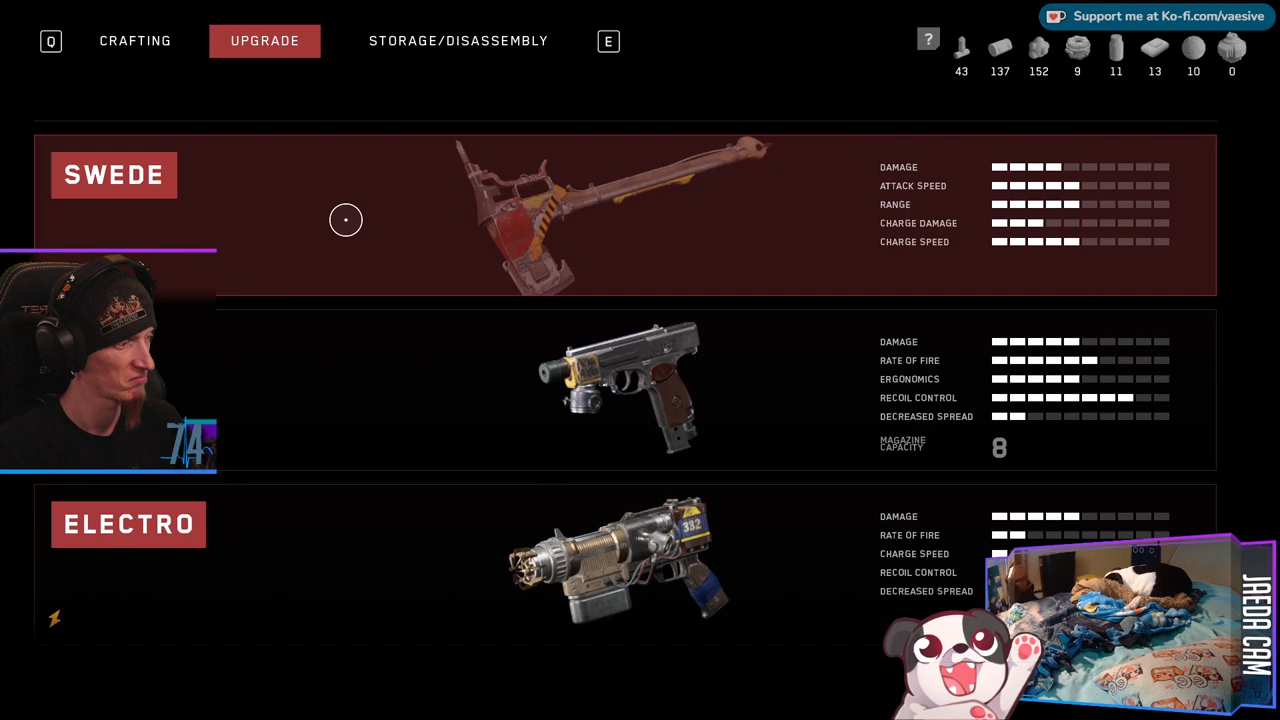 Support me at Ko-fi.com/vaesive
Q CRAFTING UPGRADE STORAGE/DISASSEMBLY E ?
43 137 152 9 11 13 10 0
SWEDE
DAMAGE
ATTACK SPEED
RANGE
CHARGE DAMAGE
CHARGE SPEED
DAMAGE
RATE OF FIRE
ERGONOMICS
RECOIL CONTROL
DECREASED SPREAD
MAGAZINE
CAPACITY
8
74
ELECTRO
332
DAMAGE
RATE OF FIRE
CHARGE SPEED
RECOIL CONTROL
DECREASED SPREAD
JAEDA CAM